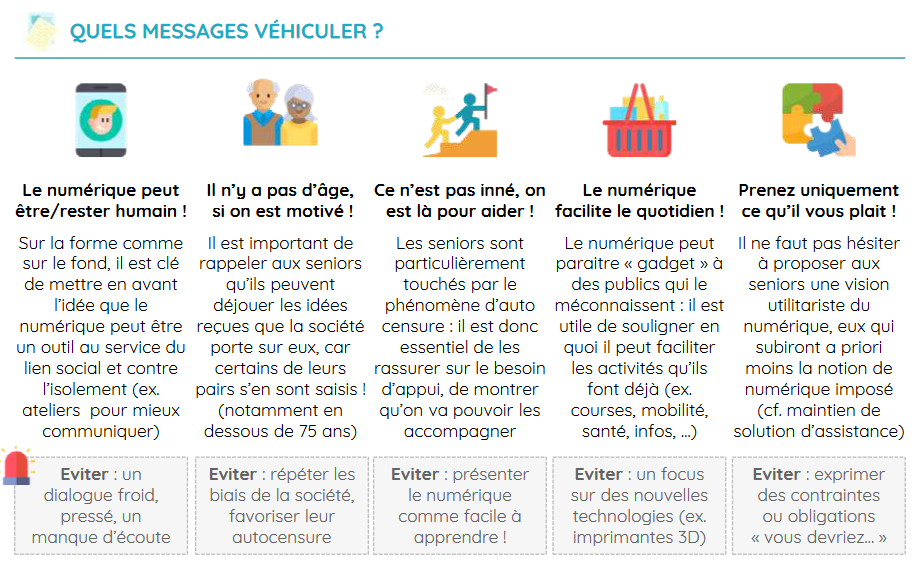 QUELS MESSAGES VÉHICULER ?
Le numérique peut
être/rester humain !
Sur la forme comme
sur le fond, il est clé
de mettre en avant
l'idée que le
numérique peut être
un outil au service du
lien social et contre
l'isolement (ex.
ateliers pour mieux
communiquer)
Eviter : un
dialogue froid,
pressé, un
manque d'écoute
Il n'y a pas d'âge,
si on est motivé !
Il est important de
rappeler aux seniors
qu'ils peuvent
déjouer les idées
reçues que la société
porte sur eux, car
certains de leurs
pairs s'en sont saisis !
(notamment en
dessous de 75 ans)
Eviter : répéter les
biais de la société,
favoriser leur
autocensure
Ce n'est pas inné, on
est là pour aider !
Les seniors sont
particulièrement
touchés par le
phénomène d'auto
censure : il est donc
essentiel de les
rassurer sur le besoin
d'appui, de montrer
qu'on va pouvoir les
accompagner
Eviter : présenter
le numérique
comme facile à
apprendre !
Le numérique
facilite le quotidien !
Le numérique peut
paraitre « gadget » à
des publics qui le
méconnaissent : il est
utile de souligner en
quoi il peut faciliter
les activités qu'ils
font déjà (ex.
courses, mobilité,
santé, infos, ...)
Eviter : un focus
sur des nouvelles
technologies (ex.
imprimantes 3D)
Prenez uniquement
ce qu'il vous plait !
Il ne faut pas hésiter
à proposer aux
seniors une vision
utilitariste du
numérique, eux qui
subiront a priori
moins la notion de
numérique imposé
(cf. maintien de
solution d'assistance)
Eviter : exprimer
des contraintes
ou obligations
« vous devriez... »